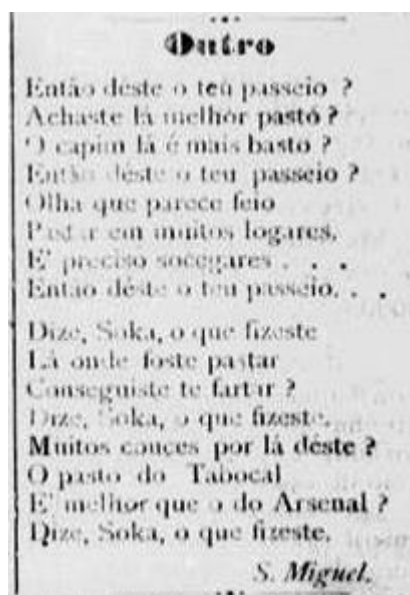 Outro
Então déste o teu passeio ?
Achaste lá melhor pasto ?
O capim lá é mais basto ?
Então déste o teu passeio ?
Olha que parece feio
Pastar em muitos logares.
E' preciso socegares . . .
Então déste o teu passeio. . .
Dize, Soka, o que fizeste
Lá onde foste pastar
Conseguiste te fartar ?
Dize, Soka, o que fizeste.
Muitos couces por lá déste ?
O pasto do Tabocal
E' melhor que o do Arsenal ?
Dize, Soka, o que fizeste.
S. Miguel.